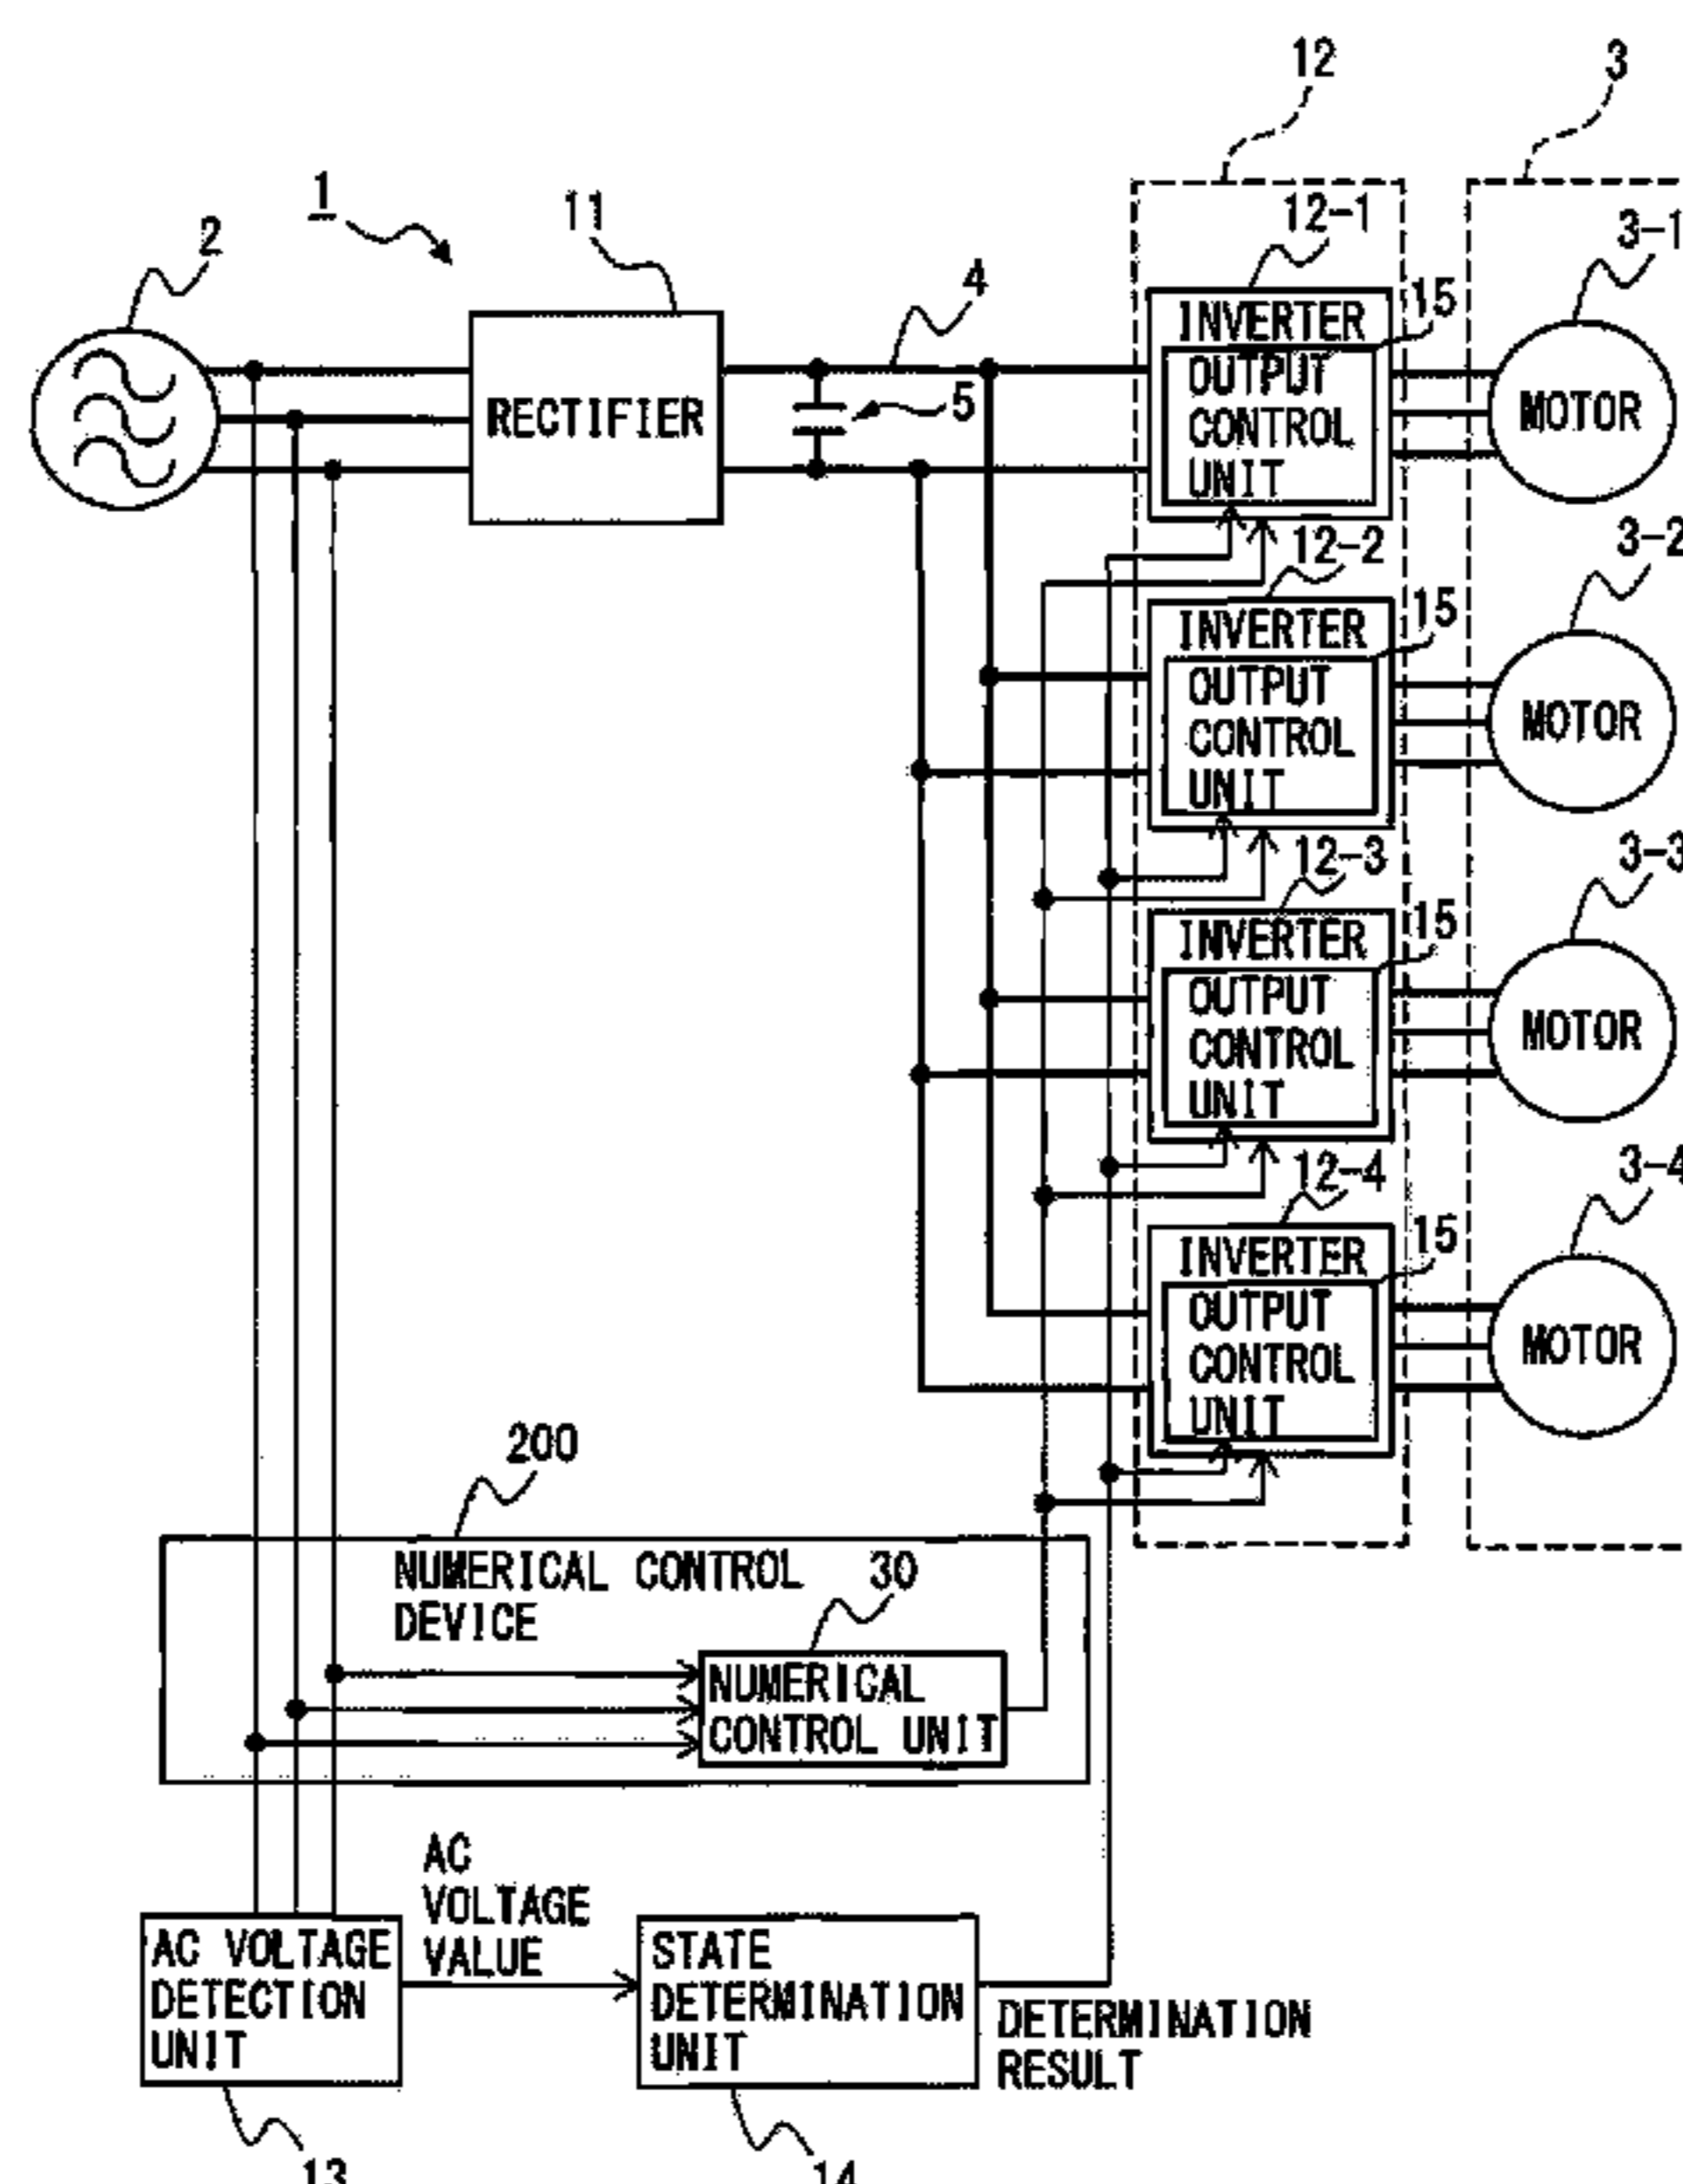 12
3
1
11
12-1
3-1
2
4
15
INVERTER
OUTPUT
CONTROL
UNIT
RECTIFIER
5
MOTOR
12-2
3-2
15
INVERTER
OUTPUT
CONTROL
UNIT
MOTOR
12-3
3-3
15
INVERTER
OUTPUT
CONTROL
UNIT
MOTOR
12-4
3-4
15
INVERTER
OUTPUT
CONTROL
UNIT
MOTOR
200
NUMERICAL CONTROL
DEVICE
30
NUMERICAL
CONTROL UNIT
AC
VOLTAGE
VALUE
AC VOLTAGE
DETECTION
UNIT
STATE
DETERMINATION
UNIT
DETERMINATION
RESULT
13
14